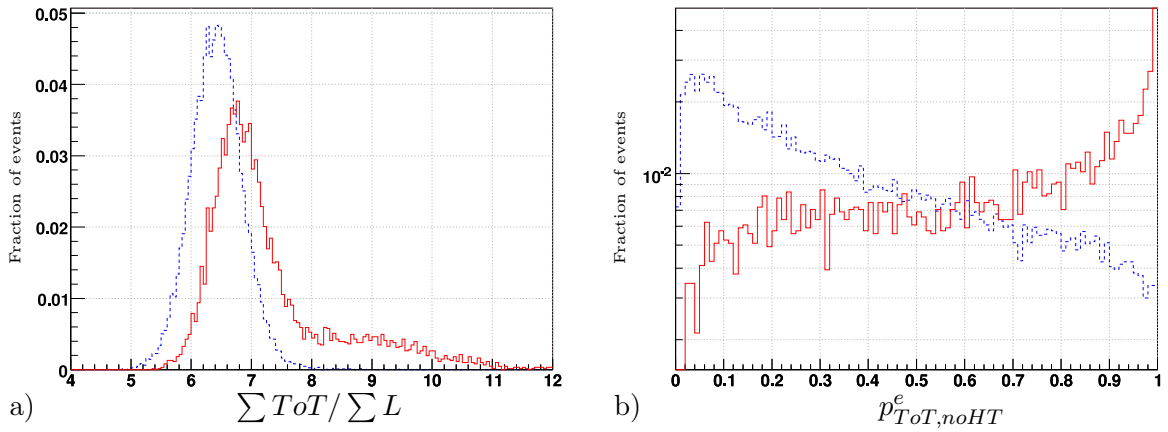 Fraction of events
0.05
0.04
0.03
0.02
0.01
0
4 5 6 7 8 9 10 11 12
a) ∑ ToT / ∑ L
Fraction of events
10⁻²
0 0.1 0.2 0.3 0.4 0.5 0.6 0.7 0.8 0.9 1
b) p^e_{ToT,noHT}